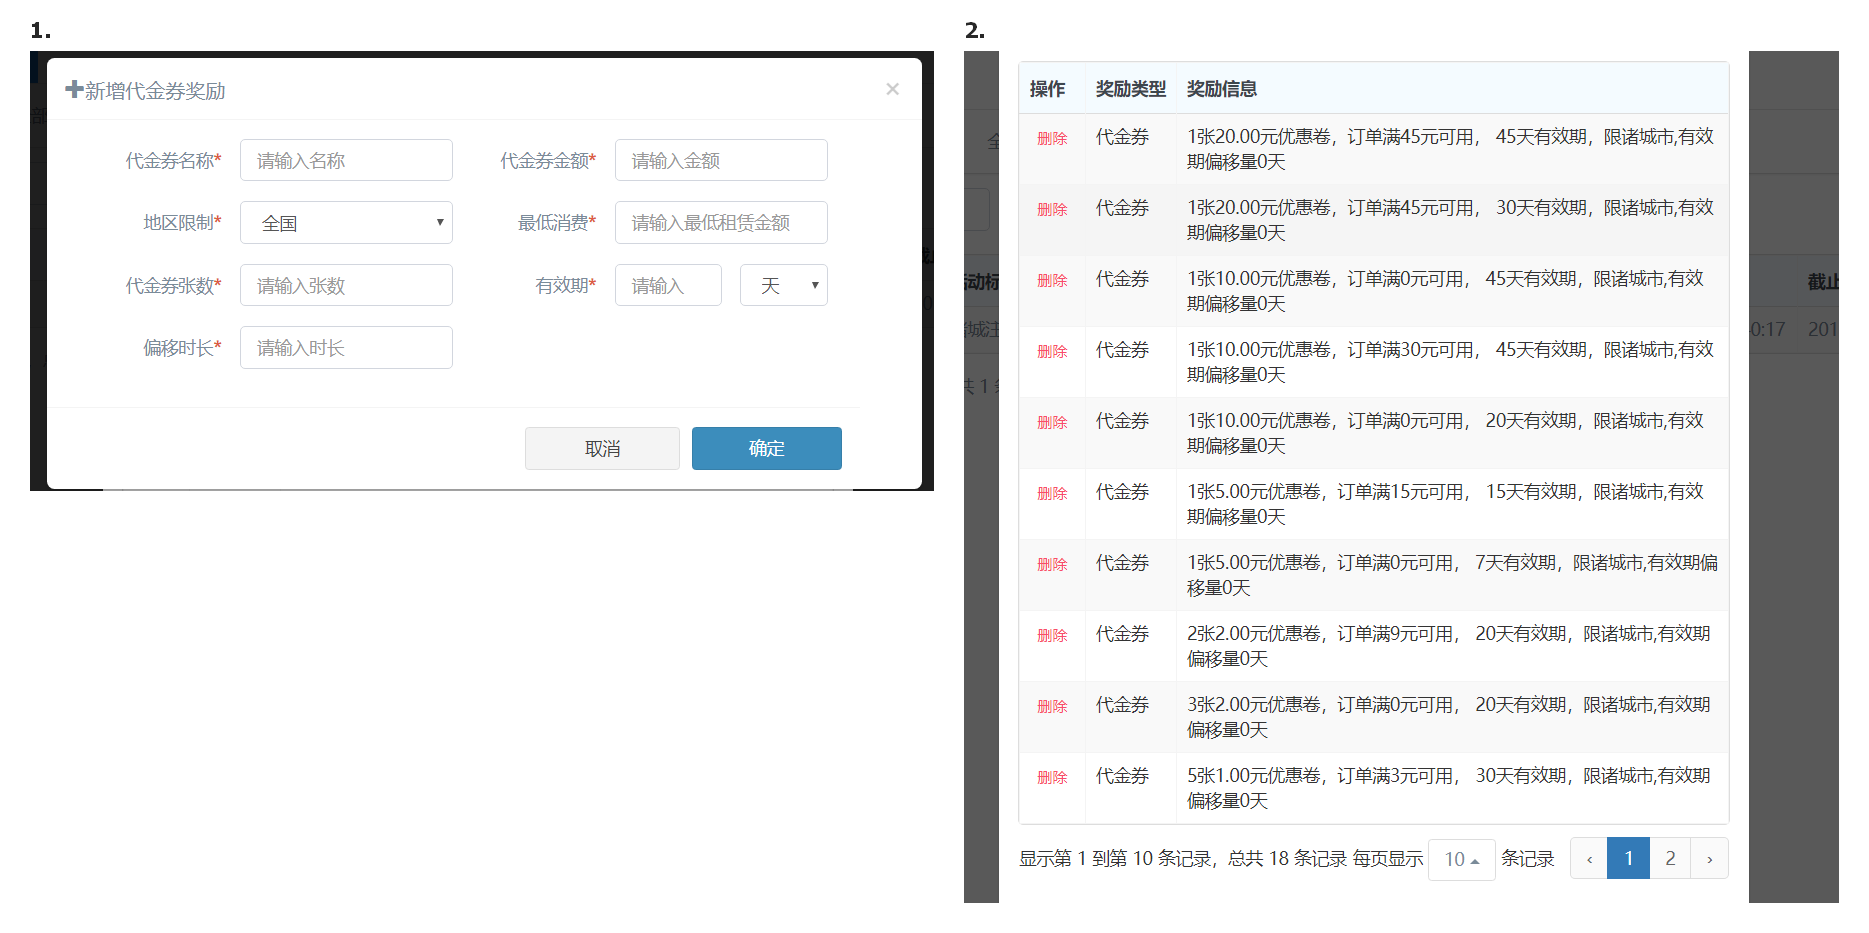 1.
新增代金券奖励 ×
代金券名称* 请输入名称 代金券金额* 请输入金额
地区限制* 全国 最低消费* 请输入最低租赁金额
代金券张数* 请输入张数 有效期* 请输入 天
偏移时长* 请输入时长
取消 确定
2.
操作 奖励类型 奖励信息
删除 代金券 1张20.00元优惠卷，订单满45元可用， 45天有效期，限诸城市,有效
期偏移量0天
删除 代金券 1张20.00元优惠卷，订单满45元可用， 30天有效期，限诸城市,有效
期偏移量0天
删除 代金券 1张10.00元优惠卷，订单满0元可用， 45天有效期，限诸城市,有效
期偏移量0天
删除 代金券 1张10.00元优惠卷，订单满30元可用， 45天有效期，限诸城市,有效
期偏移量0天
删除 代金券 1张10.00元优惠卷，订单满0元可用， 20天有效期，限诸城市,有效
期偏移量0天
删除 代金券 1张5.00元优惠卷，订单满15元可用， 15天有效期，限诸城市,有效
期偏移量0天
删除 代金券 1张5.00元优惠卷，订单满0元可用， 7天有效期，限诸城市,有效期偏
移量0天
删除 代金券 2张2.00元优惠卷，订单满9元可用， 20天有效期，限诸城市,有效期
偏移量0天
删除 代金券 3张2.00元优惠卷，订单满0元可用， 20天有效期，限诸城市,有效期
偏移量0天
删除 代金券 5张1.00元优惠卷，订单满3元可用， 30天有效期，限诸城市,有效期
偏移量0天
显示第 1 到第 10 条记录，总共 18 条记录 每页显示 10 条记录 ‹ 1 2 ›
动标
截止
城注
0:17 201
共 1